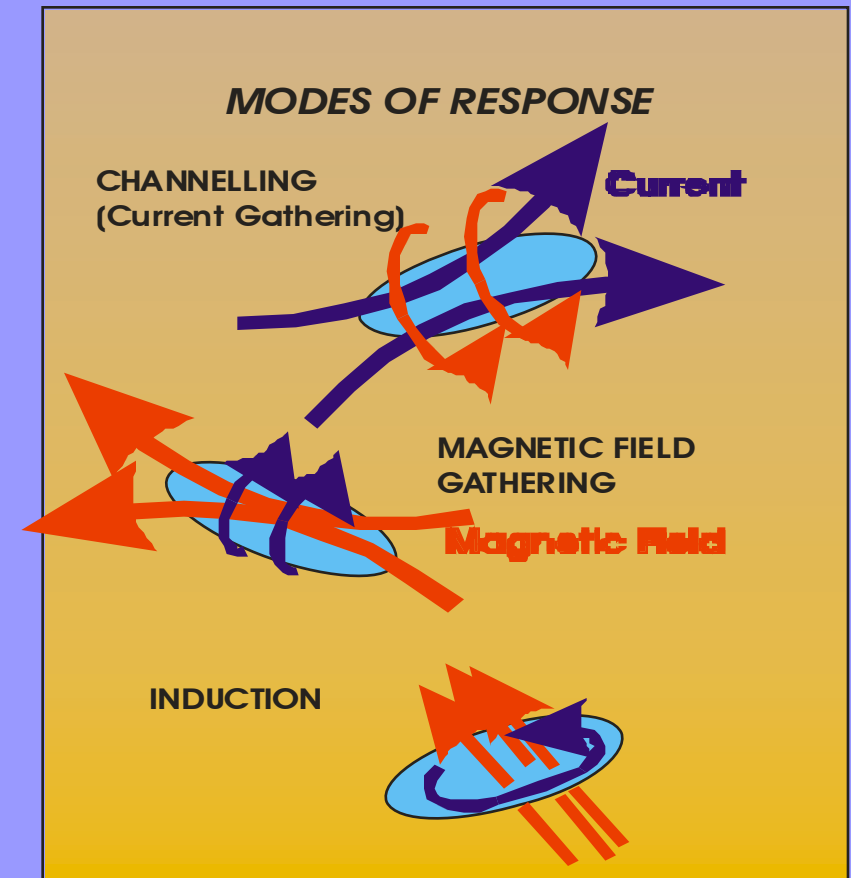 MODES OF RESPONSE
CHANNELLING
(Current Gathering)
Current
MAGNETIC FIELD
GATHERING
Magnetic Field
INDUCTION